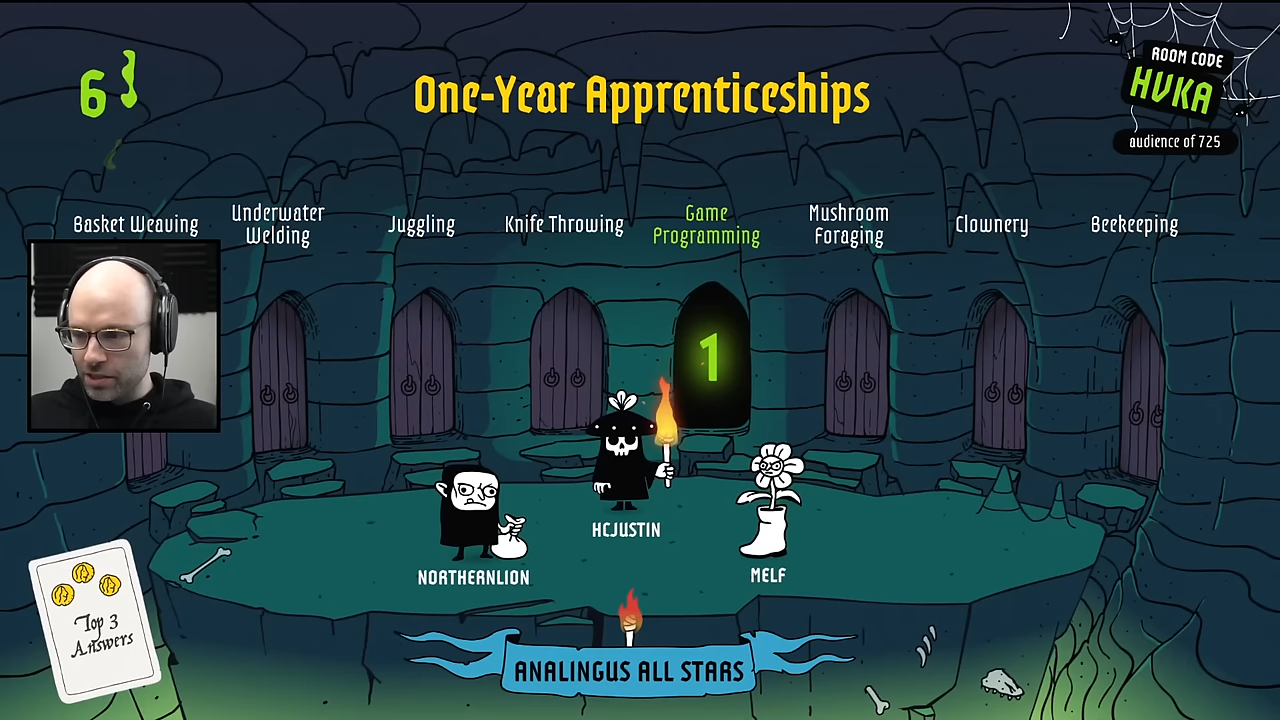 6
One-Year Apprenticeships
ROOM CODE
HVKA
audience of 725
Basket Weaving
Underwater
Welding
Juggling
Knife Throwing
Game
Programming
Mushroom
Foraging
Clownery
Beekeeping
1
HCJUSTIN
NORTHERNLION
MELF
Top 3
Answers
ANALINGUS ALL STARS